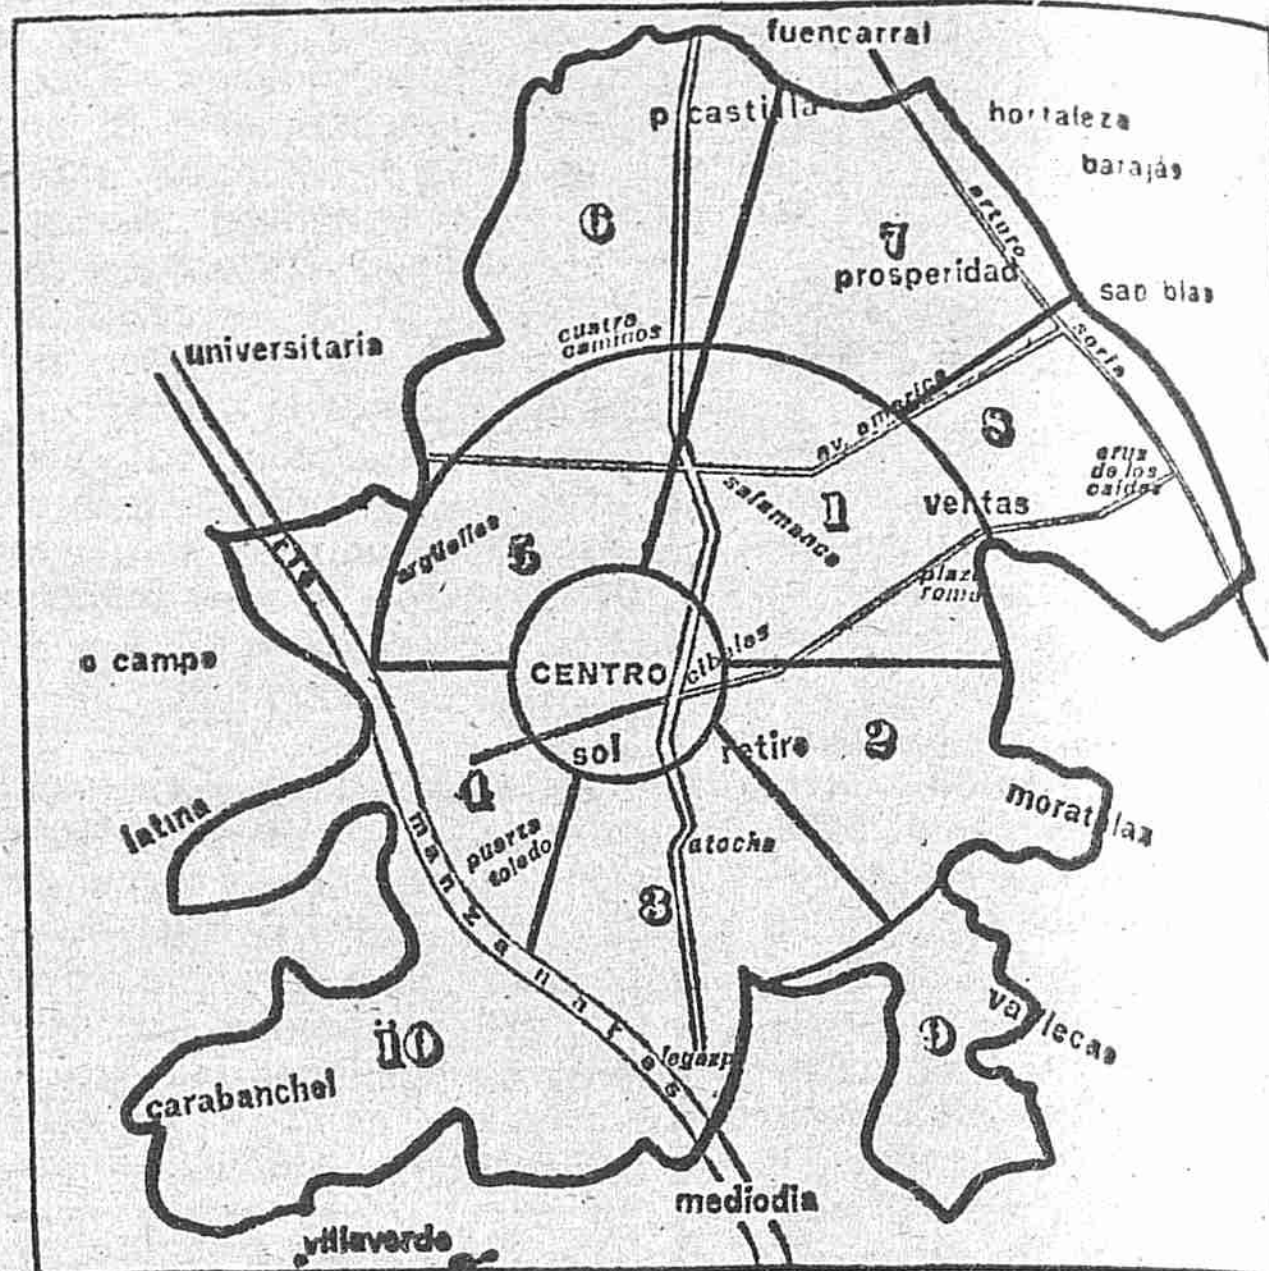 fuencarral
p castilla
hortaleza
barajas
6
7
arturo
prosperidad
san blas
cuatro
caminos
soria
universitaria
av. america
8
cruz
de los
caidos
salamanca
1
ventas
argüelles
5
rio
plaza
roma
o campo
CENTRO
cibeles
sol
retiro
2
4
latina
moratalaz
puerta
toledo
atocha
manzanares
3
vallecas
10
9
legazpi
carabanchel
mediodia
villaverde